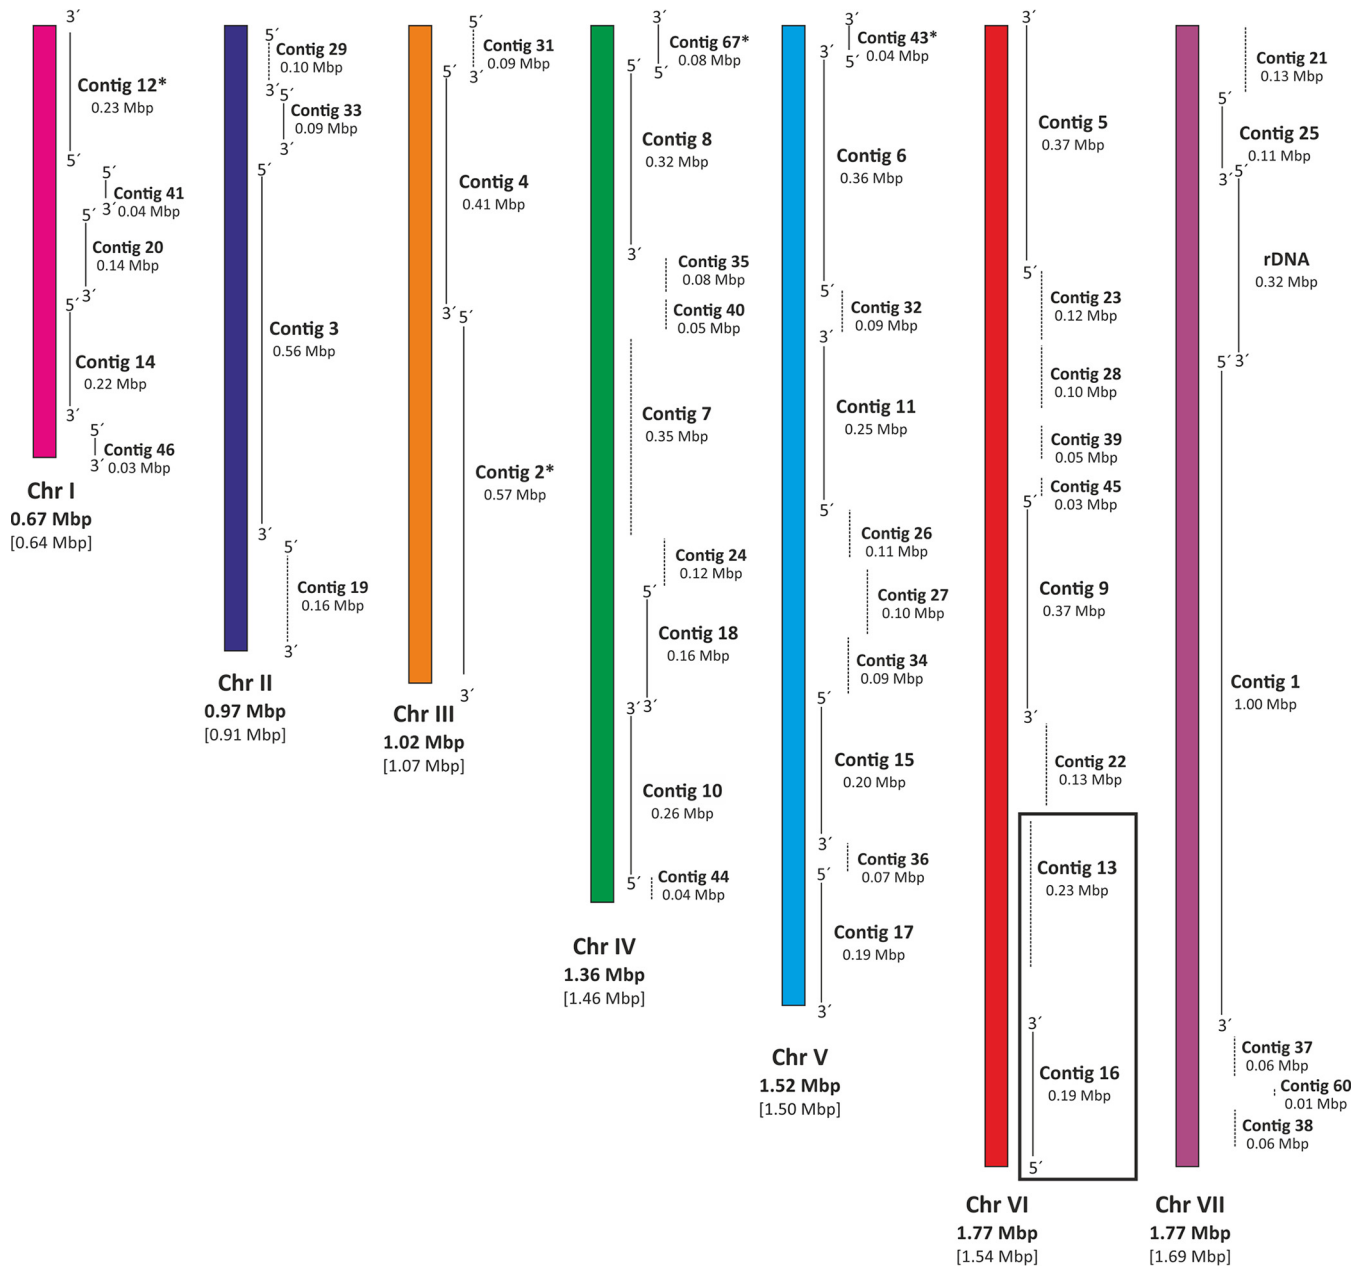 3´
Contig 12*
0.23 Mbp
5´
5´
Contig 41
3´
0.04 Mbp
5´
Contig 20
0.14 Mbp
3´
5´
Contig 14
0.22 Mbp
3´
5´
Contig 46
3´
0.03 Mbp
Chr I
0.67 Mbp
[0.64 Mbp]
5´
Contig 29
0.10 Mbp
3´
5´
Contig 33
0.09 Mbp
3´
5´
Contig 3
0.56 Mbp
3´
5´
Contig 19
0.16 Mbp
3´
Chr II
0.97 Mbp
[0.91 Mbp]
5´
Contig 31
0.09 Mbp
3´
5´
Contig 4
0.41 Mbp
3´
5´
Contig 2*
0.57 Mbp
3´
Chr III
1.02 Mbp
[1.07 Mbp]
3´
Contig 67*
0.08 Mbp
5´
5´
Contig 8
0.32 Mbp
3´
Contig 35
0.08 Mbp
Contig 40
0.05 Mbp
Contig 7
0.35 Mbp
Contig 24
0.12 Mbp
5´
Contig 18
0.16 Mbp
3´
3´
Contig 10
0.26 Mbp
5´
Contig 44
0.04 Mbp
Chr IV
1.36 Mbp
[1.46 Mbp]
3´
Contig 43*
0.04 Mbp
5´
3´
Contig 6
0.36 Mbp
5´
Contig 32
0.09 Mbp
3´
Contig 11
0.25 Mbp
5´
Contig 26
0.11 Mbp
Contig 27
0.10 Mbp
Contig 34
0.09 Mbp
5´
Contig 15
0.20 Mbp
3´
Contig 36
0.07 Mbp
5´
Contig 17
0.19 Mbp
3´
Chr V
1.52 Mbp
[1.50 Mbp]
3´
Contig 5
0.37 Mbp
5´
Contig 23
0.12 Mbp
Contig 28
0.10 Mbp
Contig 39
0.05 Mbp
Contig 45
0.03 Mbp
5´
Contig 9
0.37 Mbp
3´
Contig 22
0.13 Mbp
Contig 13
0.23 Mbp
3´
Contig 16
0.19 Mbp
5´
Chr VI
1.77 Mbp
[1.54 Mbp]
Contig 21
0.13 Mbp
5´
Contig 25
0.11 Mbp
3´
5´
rDNA
0.32 Mbp
3´
5´
Contig 1
1.00 Mbp
3´
Contig 37
0.06 Mbp
Contig 60
0.01 Mbp
Contig 38
0.06 Mbp
Chr VII
1.77 Mbp
[1.69 Mbp]